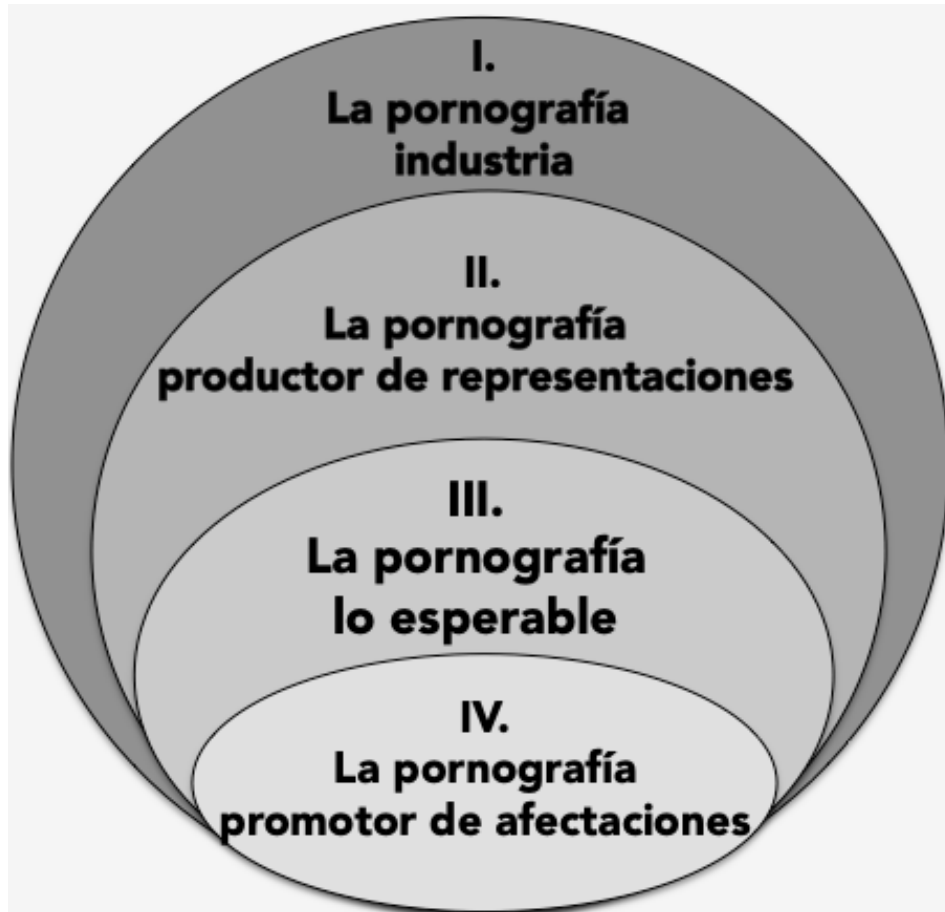 I.
La pornografía
industria
II.
La pornografía
productor de representaciones
III.
La pornografía
lo esperable
IV.
La pornografía
promotor de afectaciones